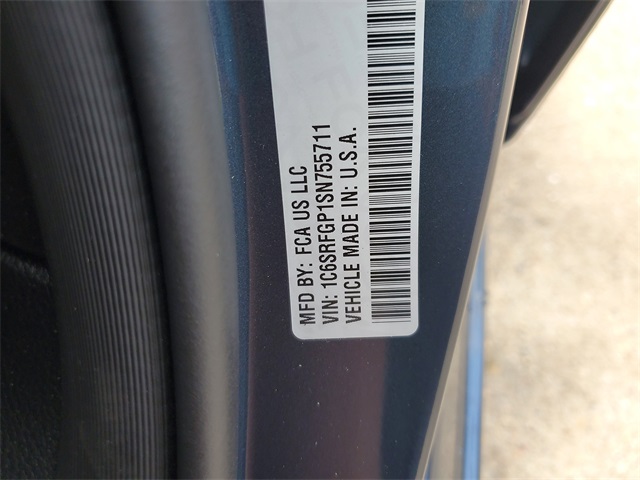 MFD BY: FCA US LLC
VIN: 1C6SRFGP1SN755711
VEHICLE MADE IN: U.S.A.